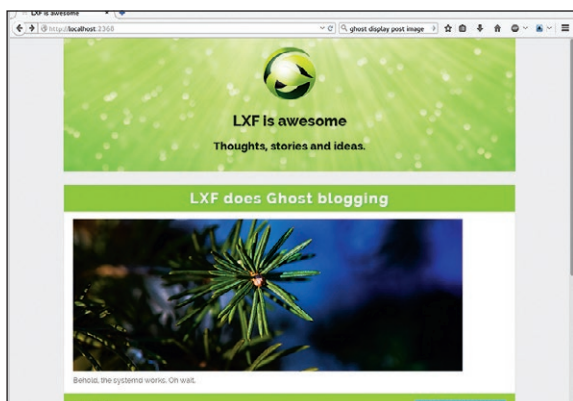 LXF is awesome
http://localhost:2368
ghost display post image
LXF is awesome
Thoughts, stories and ideas.
LXF does Ghost blogging
Behold, the systemd works. Oh wait.